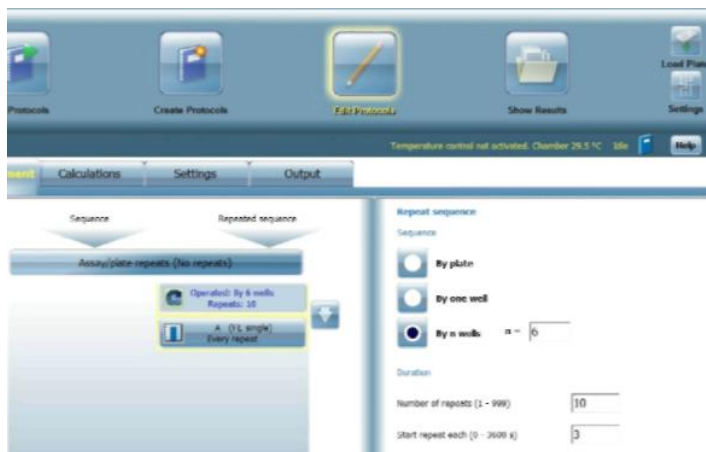 Protocols
Create Protocols
Edit Protocols
Show Results
Load Plate
Settings
Temperature control not activated. Chamber 29.5 °C Idle
Help
ment
Calculations
Settings
Output
Sequence
Repeated sequence
Assay/plate repeats (No repeats)
Operated: By 6 wells
Repeats: 10
A (FL single)
Every repeat
Repeat sequence
Sequence
By plate
By one well
By n wells n = 6
Duration
Number of repeats (1 - 999) 10
Start repeat each (0 - 3600 s) 3